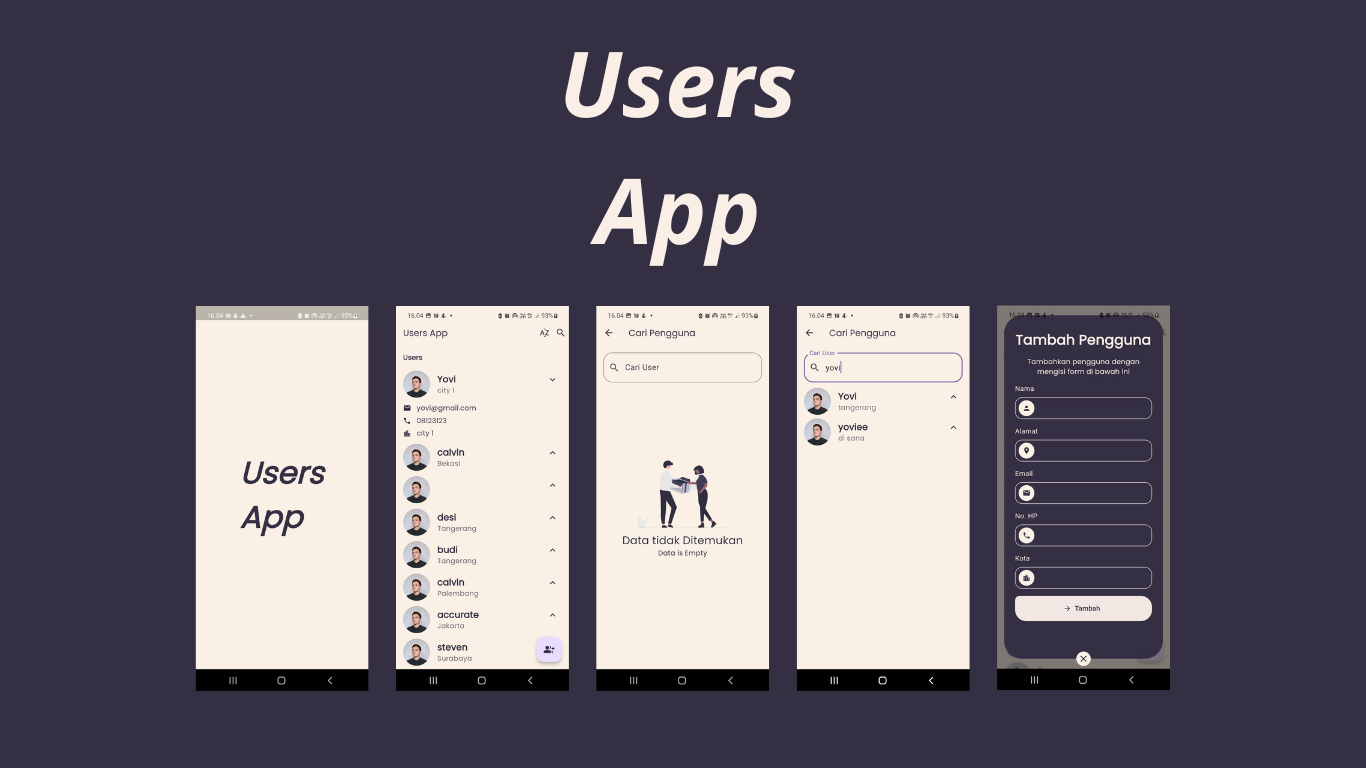 Users
App
16.04
93%
Users
App
16.04
93%
Users App
AZ
Users
Yovi
city 1
yovi@gmail.com
08123123
city 1
calvin
Bekasi
desi
Tangerang
budi
Tangerang
calvin
Palembang
accurate
Jakarta
steven
Surabaya
16.04
93%
Cari Pengguna
Cari User
Data tidak Ditemukan
Data is Empty
16.04
93%
Cari Pengguna
Cari User
yovi
Yovi
tangerang
yoviee
di sana
16.04
93%
Tambah Pengguna
Tambahkan pengguna dengan
mengisi form di bawah ini
Nama
Alamat
Email
No. HP
Kota
Tambah